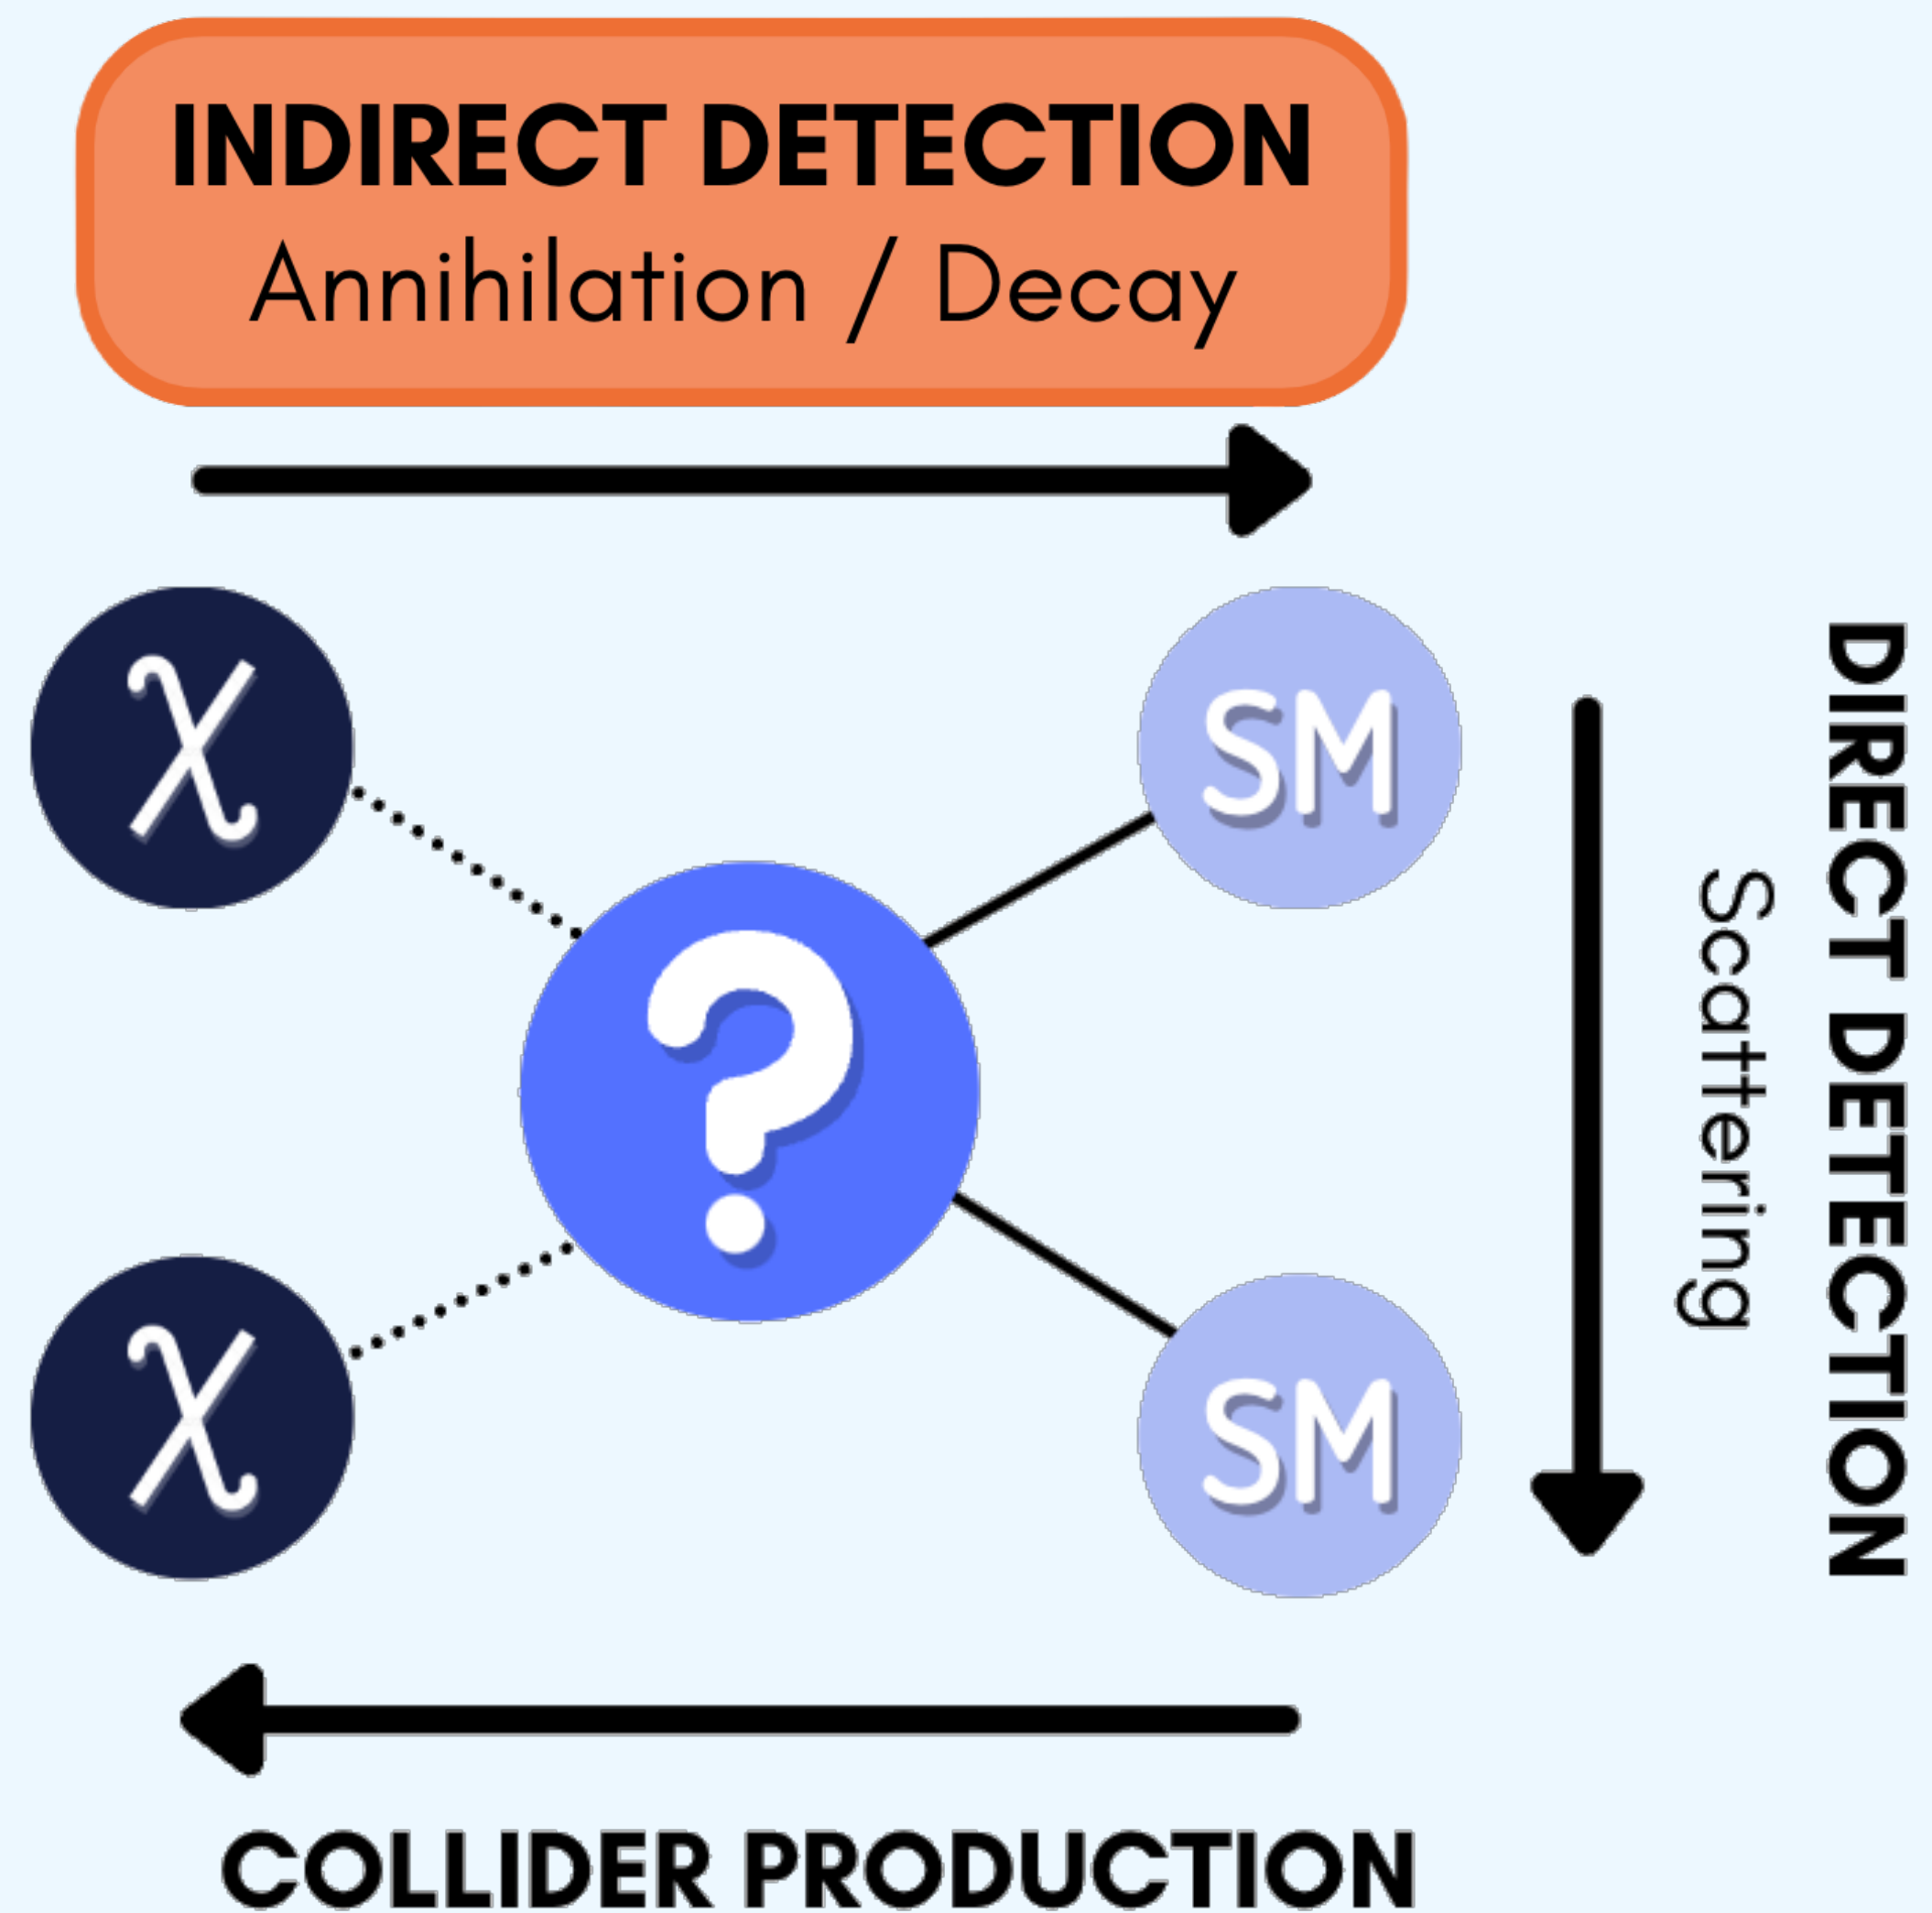 INDIRECT DETECTION
Annihilation / Decay
χ
SM
?
χ
SM
DIRECT DETECTION
Scattering
COLLIDER PRODUCTION